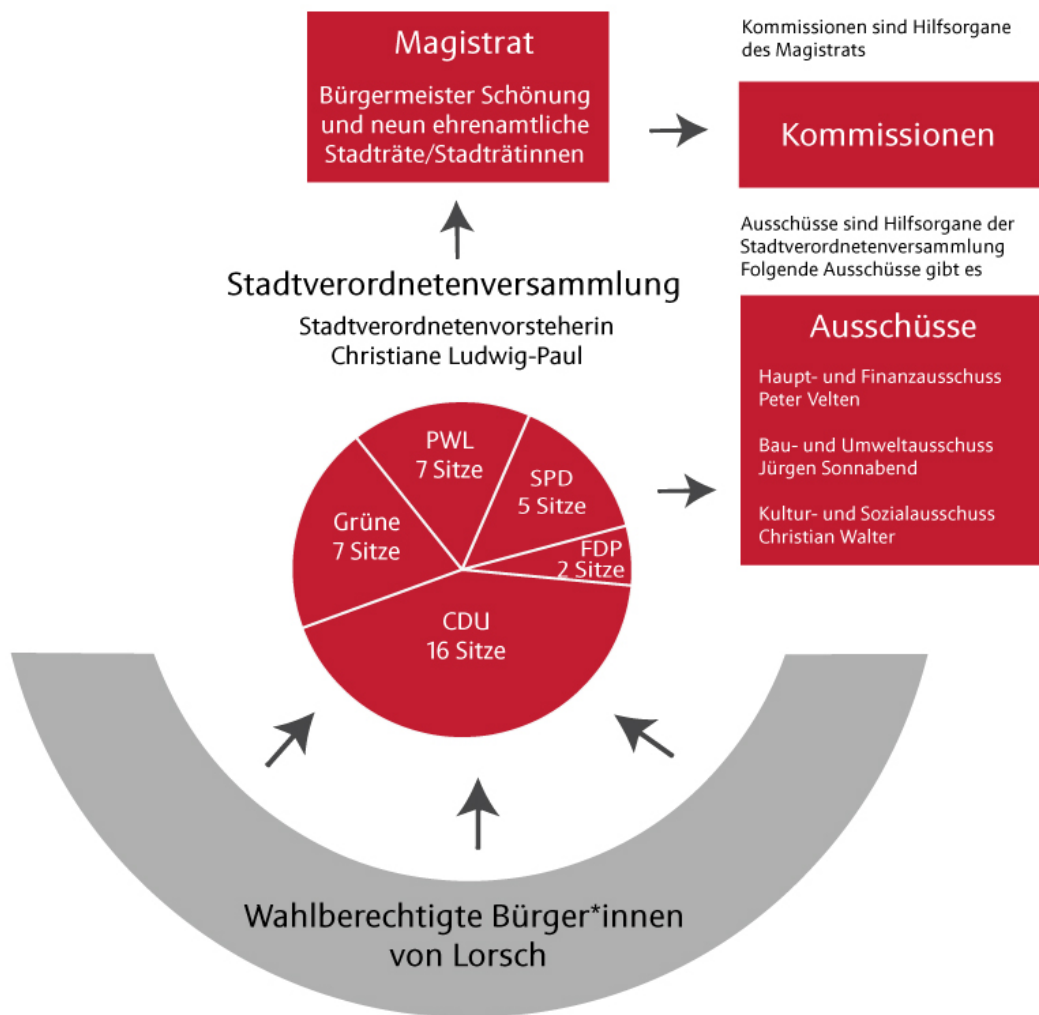 Magistrat
Bürgermeister Schönung
und neun ehrenamtliche
Stadträte/Stadträtinnen
Kommissionen sind Hilfsorgane
des Magistrats
Kommissionen
Ausschüsse sind Hilfsorgane der
Stadtverordnetenversammlung
Folgende Ausschüsse gibt es
Ausschüsse
Haupt- und Finanzausschuss
Peter Velten
Bau- und Umweltausschuss
Jürgen Sonnabend
Kultur- und Sozialausschuss
Christian Walter
Stadtverordnetenversammlung
Stadtverordnetenvorsteherin
Christiane Ludwig-Paul
PWL
7 Sitze
SPD
5 Sitze
Grüne
7 Sitze
FDP
2 Sitze
CDU
16 Sitze
Wahlberechtigte Bürger*innen
von Lorsch